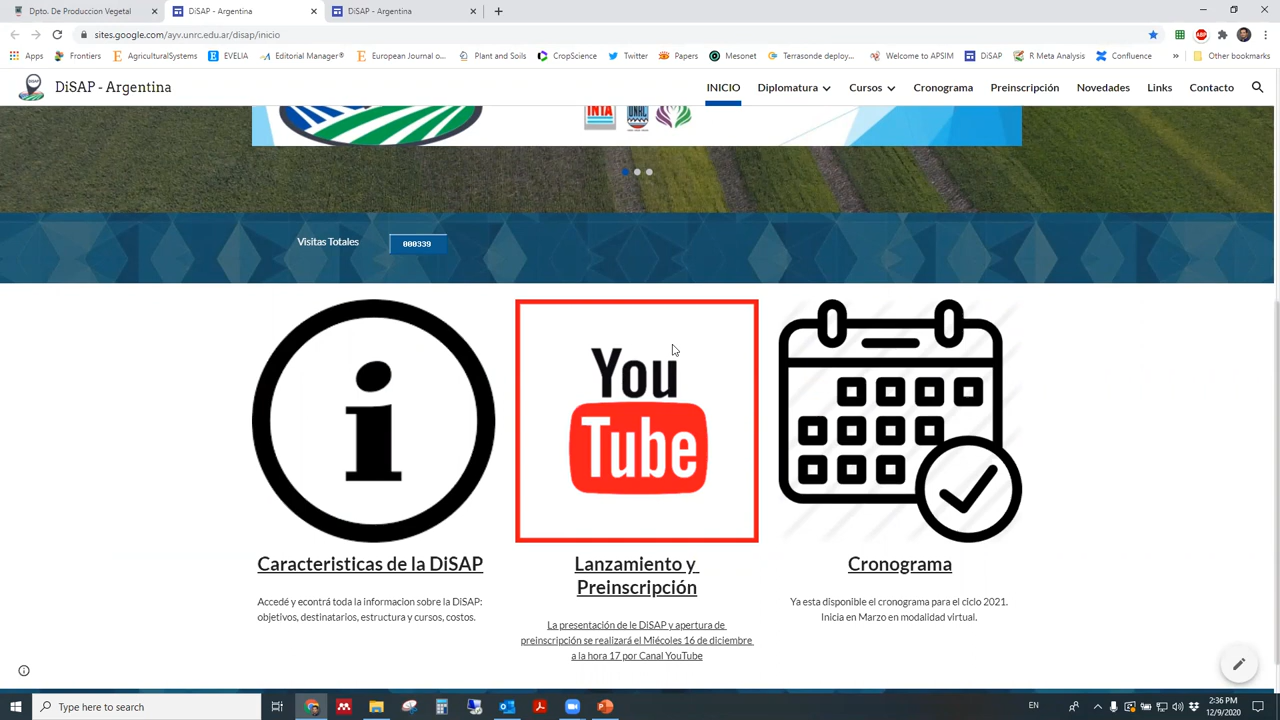 Dpto. De Produccion Vegetal
DiSAP - Argentina
DiSAP - Argentina
sites.google.com/ayv.unrc.edu.ar/disap/inicio
Apps
Frontiers
AgriculturalSystems
EVELIA
Editorial Manager®
European Journal o...
Plant and Soils
CropScience
Twitter
Papers
Mesonet
Terrasonde deploy...
Welcome to APSIM
DiSAP
R Meta Analysis
Confluence
»
Other bookmarks
DiSAP - Argentina
INICIO
Diplomatura
Cursos
Cronograma
Preinscripción
Novedades
Links
Contacto
INTA
UNRC
Visitas Totales
000339
You
Tube
Caracteristicas de la DiSAP
Accedé y econtrá toda la informacion sobre la DiSAP:
objetivos, destinatarios, estructura y cursos, costos.
Lanzamiento y
Preinscripción
La presentación de le DiSAP y apertura de
preinscripción se realizará el Miécoles 16 de diciembre
a la hora 17 por Canal YouTube
Cronograma
Ya esta disponible el cronograma para el ciclo 2021.
Inicia en Marzo en modalidad virtual.
Type here to search
EN
2:36 PM
12/9/2020